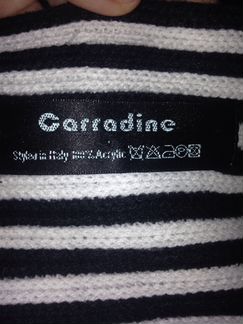 Carradine
Styled in Italy 100% Acrylic